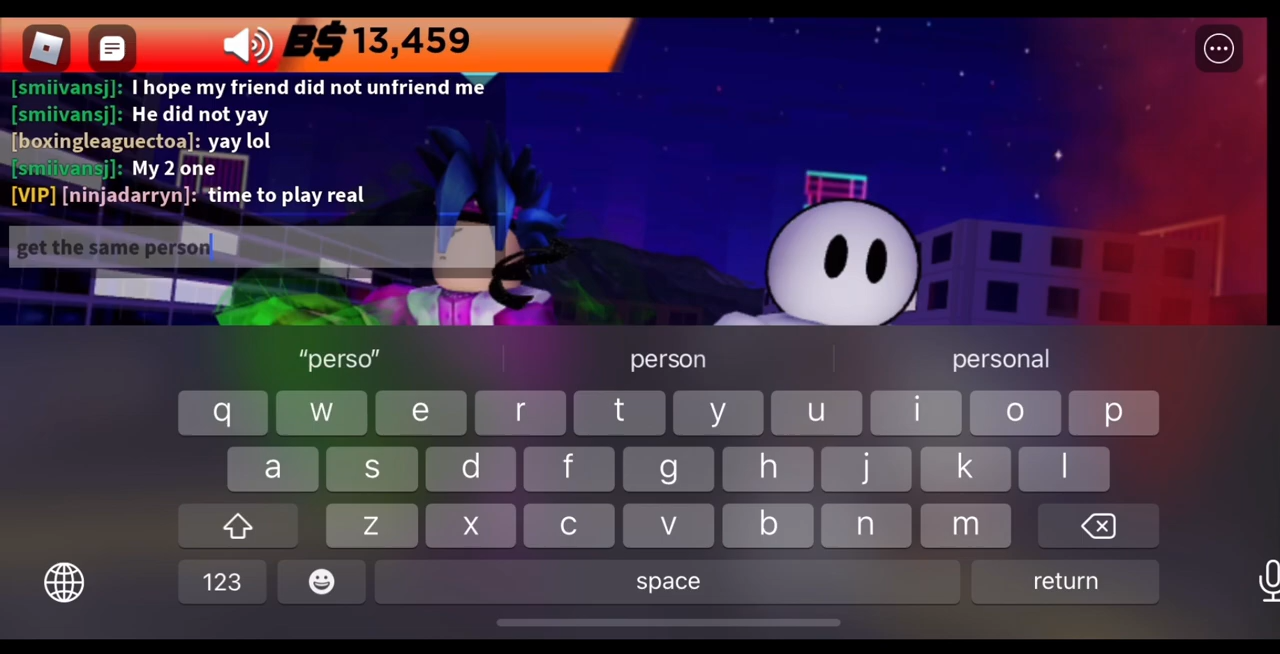 B$ 13,459
[smiivansj]: I hope my friend did not unfriend me
[smiivansj]: He did not yay
[boxingleaguectoa]: yay lol
[smiivansj]: My 2 one
[VIP] [ninjadarryn]: time to play real
get the same person
“perso” person personal
q w e r t y u i o p
a s d f g h j k l
z x c v b n m
123 space return